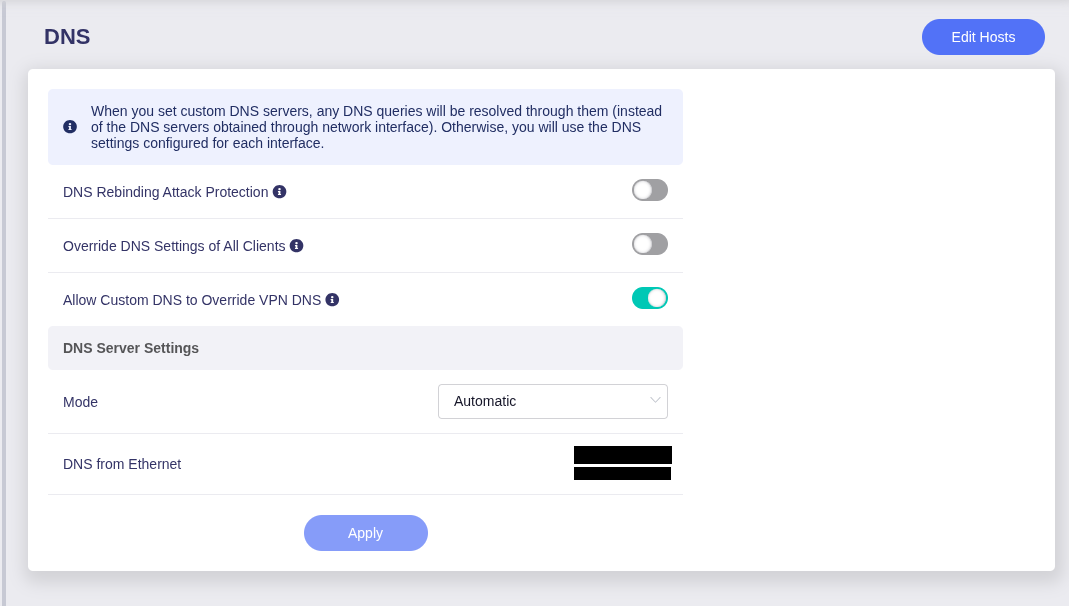 DNS
Edit Hosts
When you set custom DNS servers, any DNS queries will be resolved through them (instead
of the DNS servers obtained through network interface). Otherwise, you will use the DNS
settings configured for each interface.
DNS Rebinding Attack Protection
Override DNS Settings of All Clients
Allow Custom DNS to Override VPN DNS
DNS Server Settings
Mode
Automatic
DNS from Ethernet
Apply